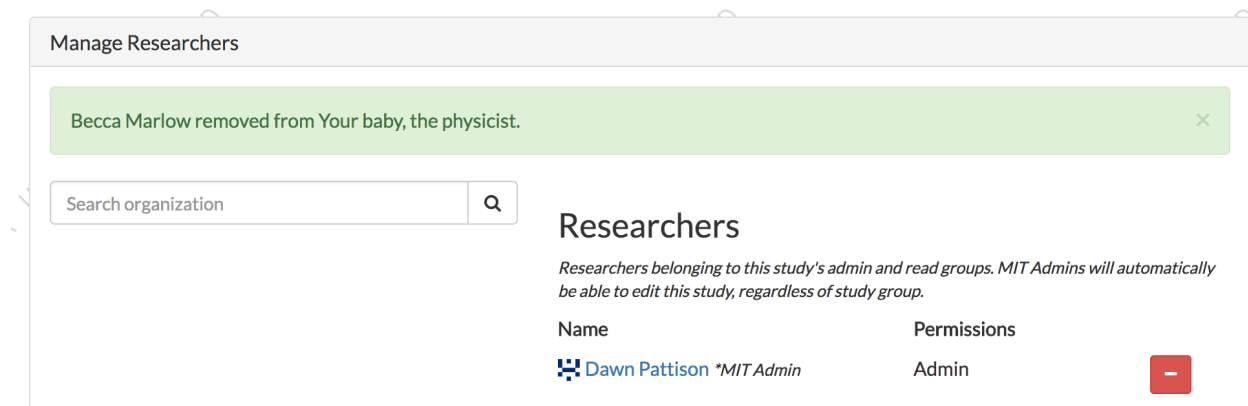 Manage Researchers
Becca Marlow removed from Your baby, the physicist.
×
Search organization
Researchers
Researchers belonging to this study's admin and read groups. MIT Admins will automatically
be able to edit this study, regardless of study group.
Name Permissions
Dawn Pattison *MIT Admin Admin